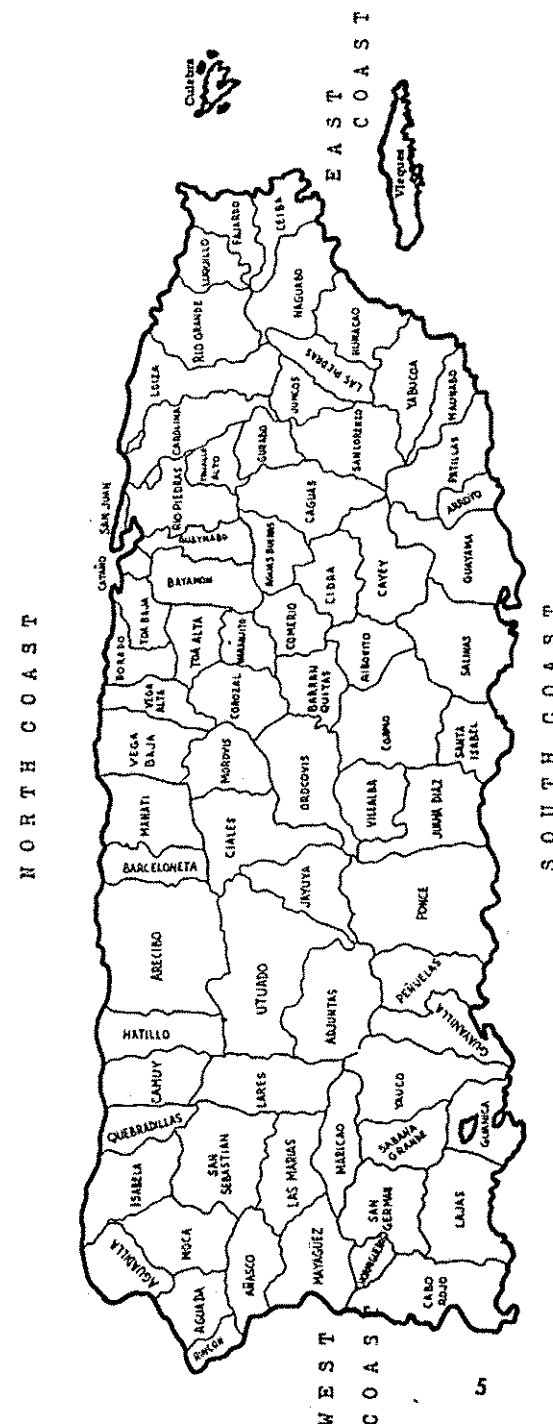 NORTH COAST
EAST COAST
SOUTH COAST
WEST COAST
Culebra
Vieques
AGUADILLA
ISABELA
QUEBRADILLAS
CAMUY
HATILLO
ARECIBO
BARCELONETA
MANATI
VEGA BAJA
VEGA ALTA
DORADO
TOA BAJA
CATAÑO
SAN JUAN
LOIZA
RIO GRANDE
LUQUILLO
FAJARDO
CEIBA
RINCON
AGUADA
MOCA
SAN SEBASTIAN
LARES
UTUADO
CIALES
MOROVIS
COROZAL
TOA ALTA
NARANJITO
BAYAMON
GUAYNABO
RIO PIEDRAS
TRUJILLO ALTO
CAROLINA
GURABO
JUNCOS
LAS PIEDRAS
NAGUABO
HUMACAO
AÑASCO
LAS MARIAS
MAYAGÜEZ
MARICAO
ADJUNTAS
JAYUYA
OROCOVIS
BARRAN QUITAS
COMERIO
AGUAS BUENAS
CIDRA
CAGUAS
SAN LORENZO
YABUCOA
MAUNABO
HORMIGUEROS
SAN GERMAN
SABANA GRANDE
YAUCO
GUAYANILLA
PEÑUELAS
PONCE
VILLALBA
JUANA DIAZ
COAMO
AIBONITO
CAYEY
SANTA ISABEL
SALINAS
GUAYAMA
ARROYO
PATILLAS
CABO ROJO
LAJAS
GUANICA
5